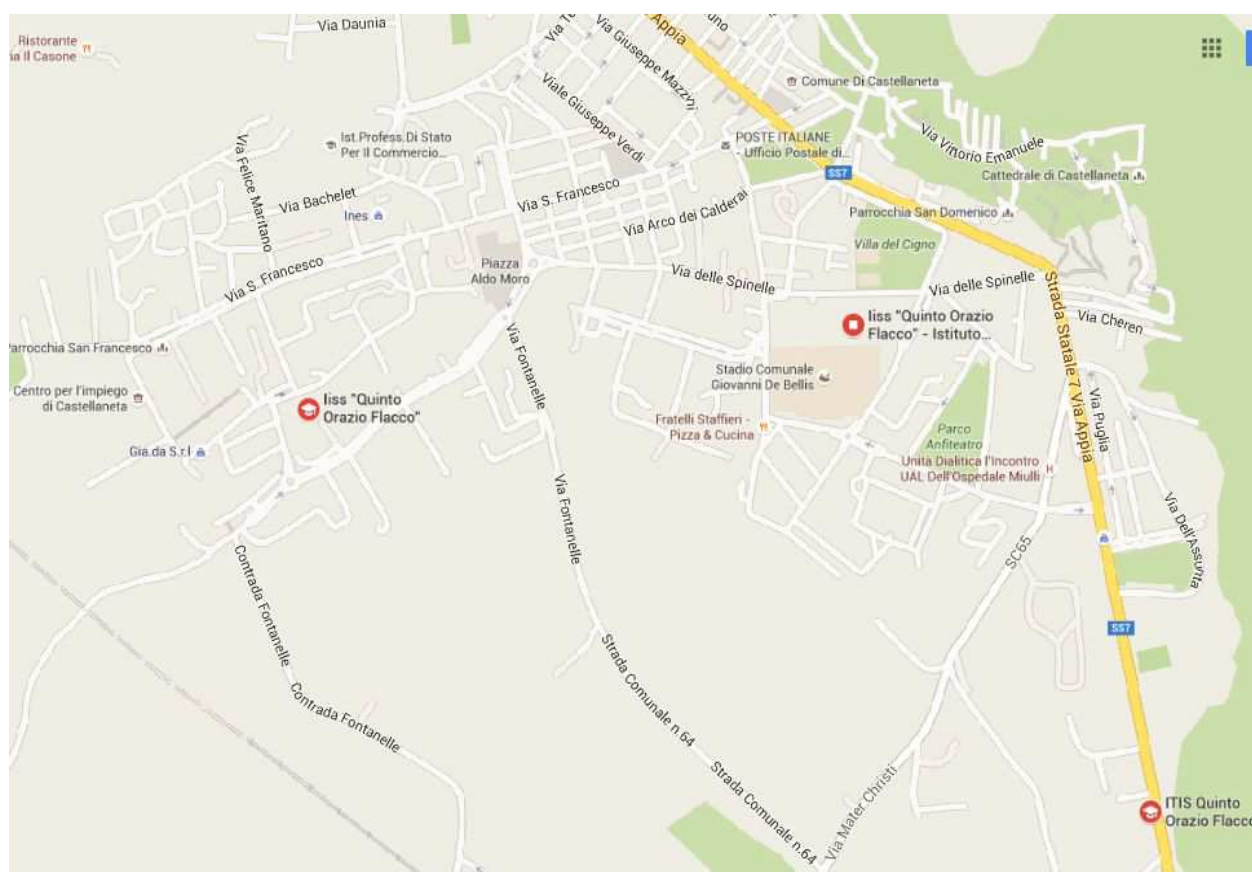 Via Daunia
Ristorante
na Il Casone
Via Giuseppe Mazzini
Appia
Comune Di Castellaneta
Viale Giuseppe Verdi
Ist.Profess.Di Stato
Per Il Commercio...
POSTE ITALIANE
- Ufficio Postale di...
Via Vittorio Emanuele
SS7
Cattedrale di Castellaneta
Via Felice Maritano
Via Bachelet
Ines
Via S. Francesco
Via Arco dei Calderai
Parrocchia San Domenico
Villa del Cigno
Piazza
Aldo Moro
Via S. Francesco
Via delle Spinelle
Via delle Spinelle
Via Cheren
Strada Statale 7 Via Appia
Iiss "Quinto Orazio
Flacco" - Istituto...
Parrocchia San Francesco
Via Fontanelle
Stadio Comunale
Giovanni De Bellis
Centro per l'impiego
di Castellaneta
Iiss "Quinto
Orazio Flacco"
Fratelli Staffieri -
Pizza & Cucina
Parco
Anfiteatro
Via Puglia
Gia.da S.r.l
Unità Dialitica l'Incontro
UAL Dell'Ospedale Miulli
H
Via Fontanelle
Via Dell'Assunta
SC65
Contrada Fontanelle
SS7
Strada Comunale n.64
Contrada Fontanelle
Strada Comunale n.64
Via Mater Christi
ITIS Quinto
Orazio Flacco